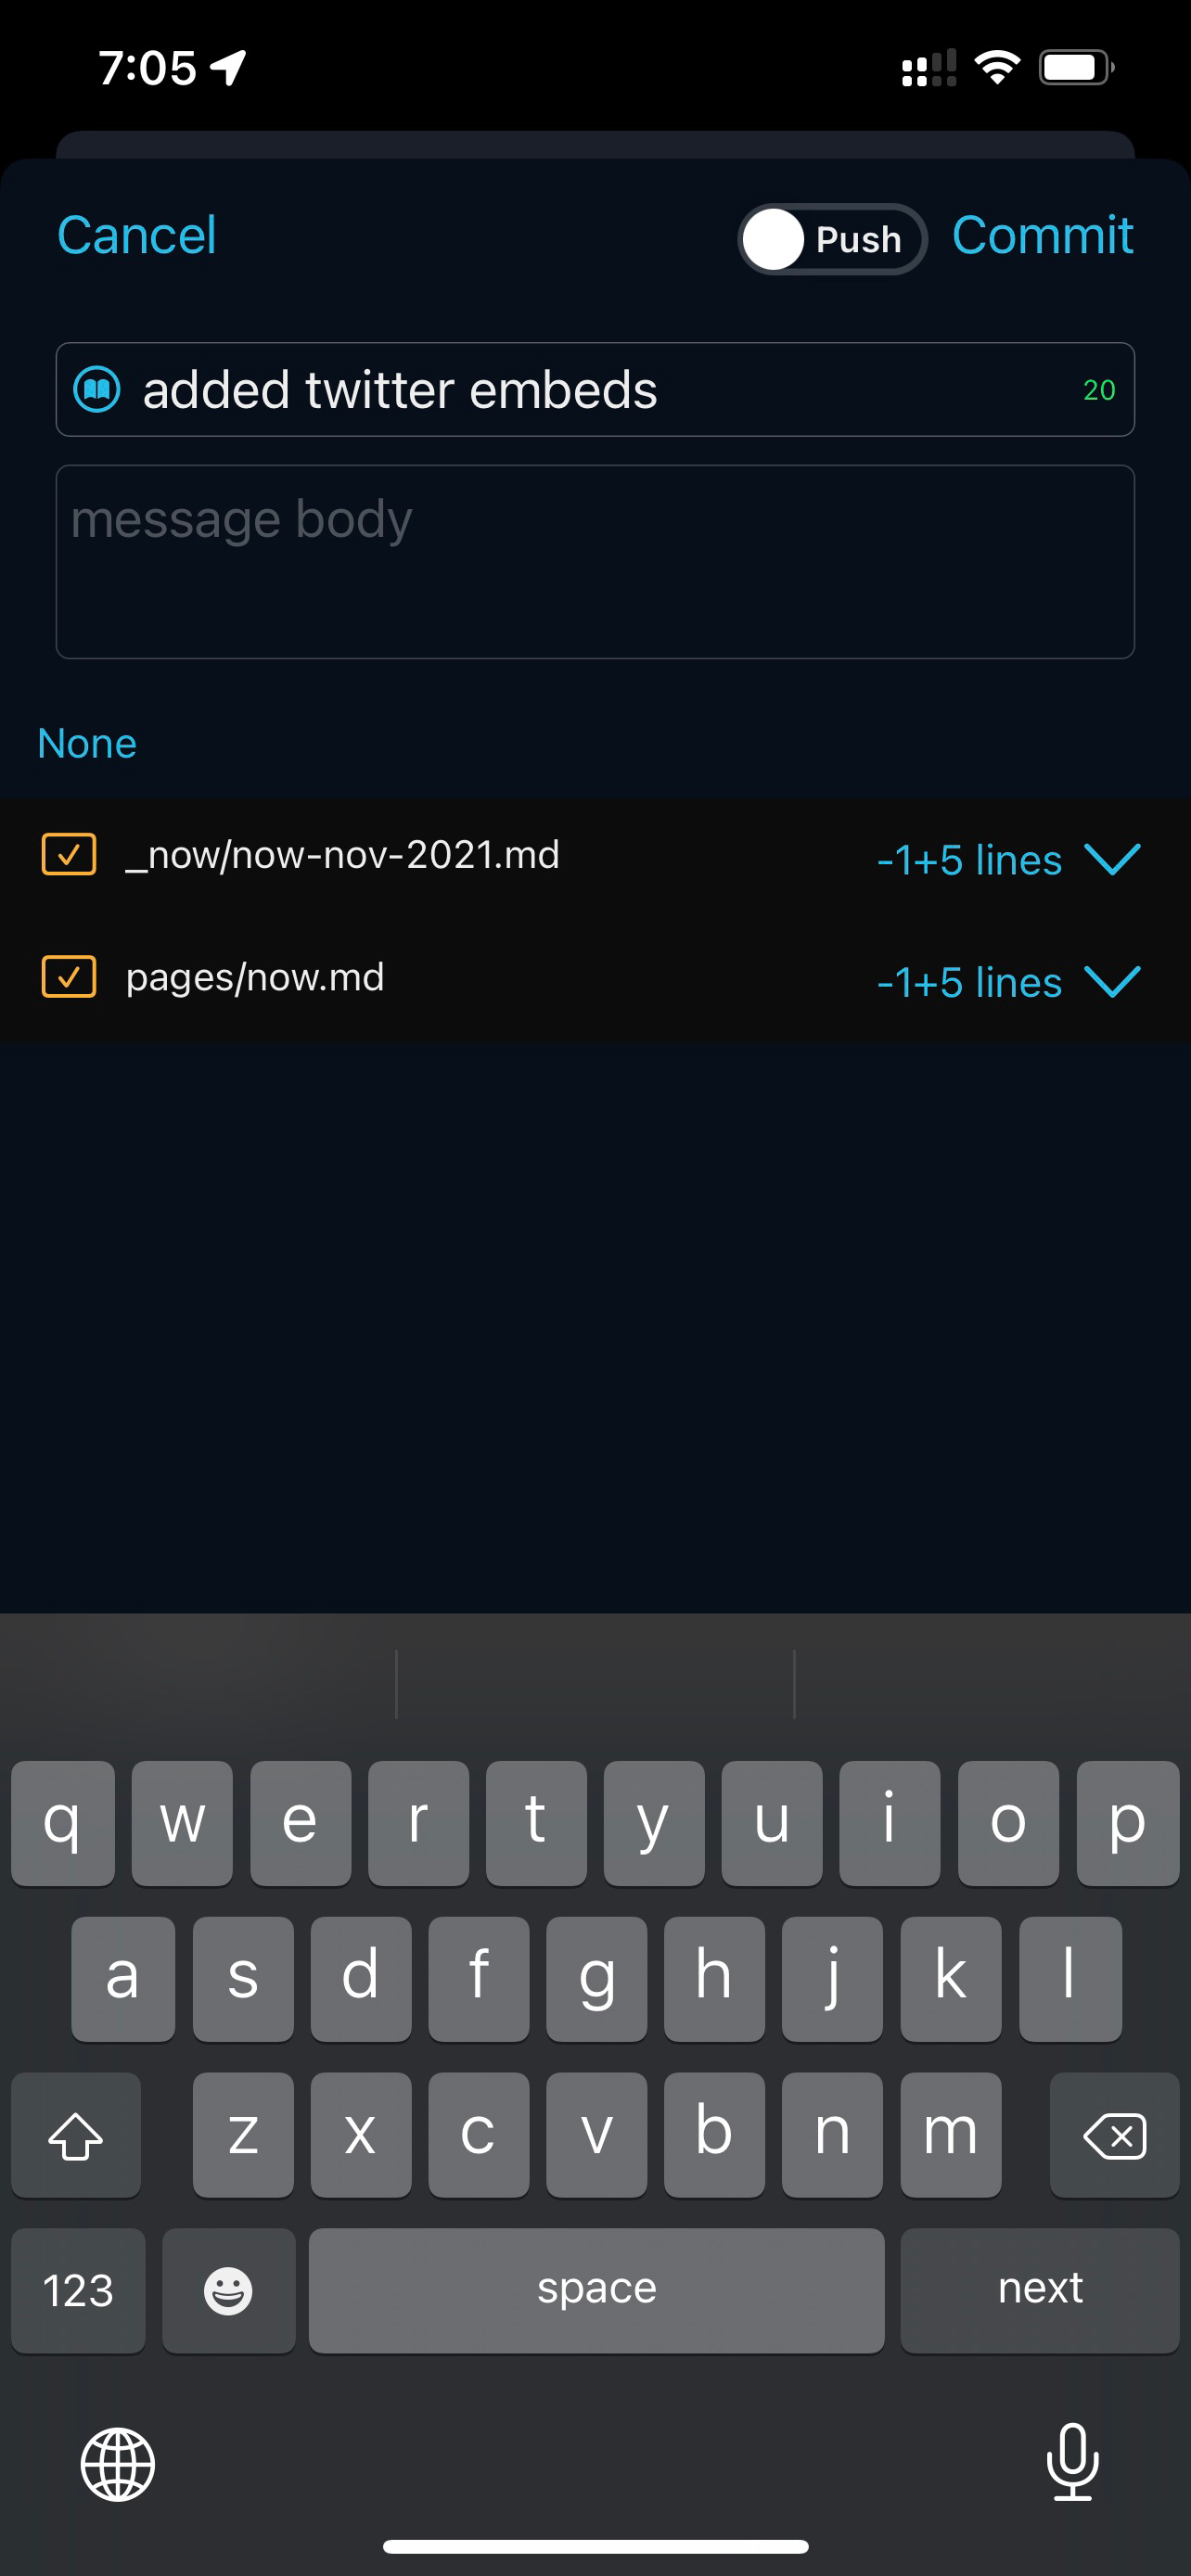 7:05
Cancel Push Commit
added twitter embeds 20
message body
None
_now/now-nov-2021.md -1+5 lines
pages/now.md -1+5 lines
q w e r t y u i o p
a s d f g h j k l
z x c v b n m
123 space next